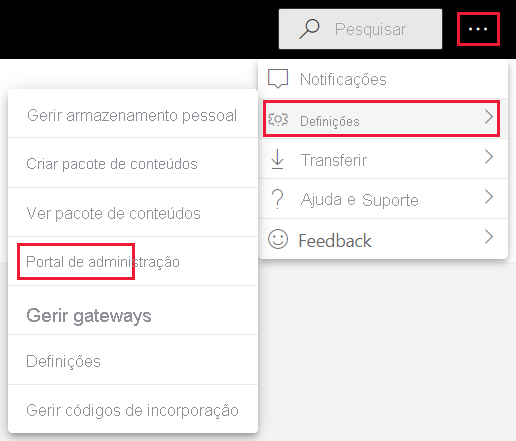 Pesquisar
Notificações
Definições
Transferir
Ajuda e Suporte
Feedback
Gerir armazenamento pessoal
Criar pacote de conteúdos
Ver pacote de conteúdos
Portal de administração
Gerir gateways
Definições
Gerir códigos de incorporação